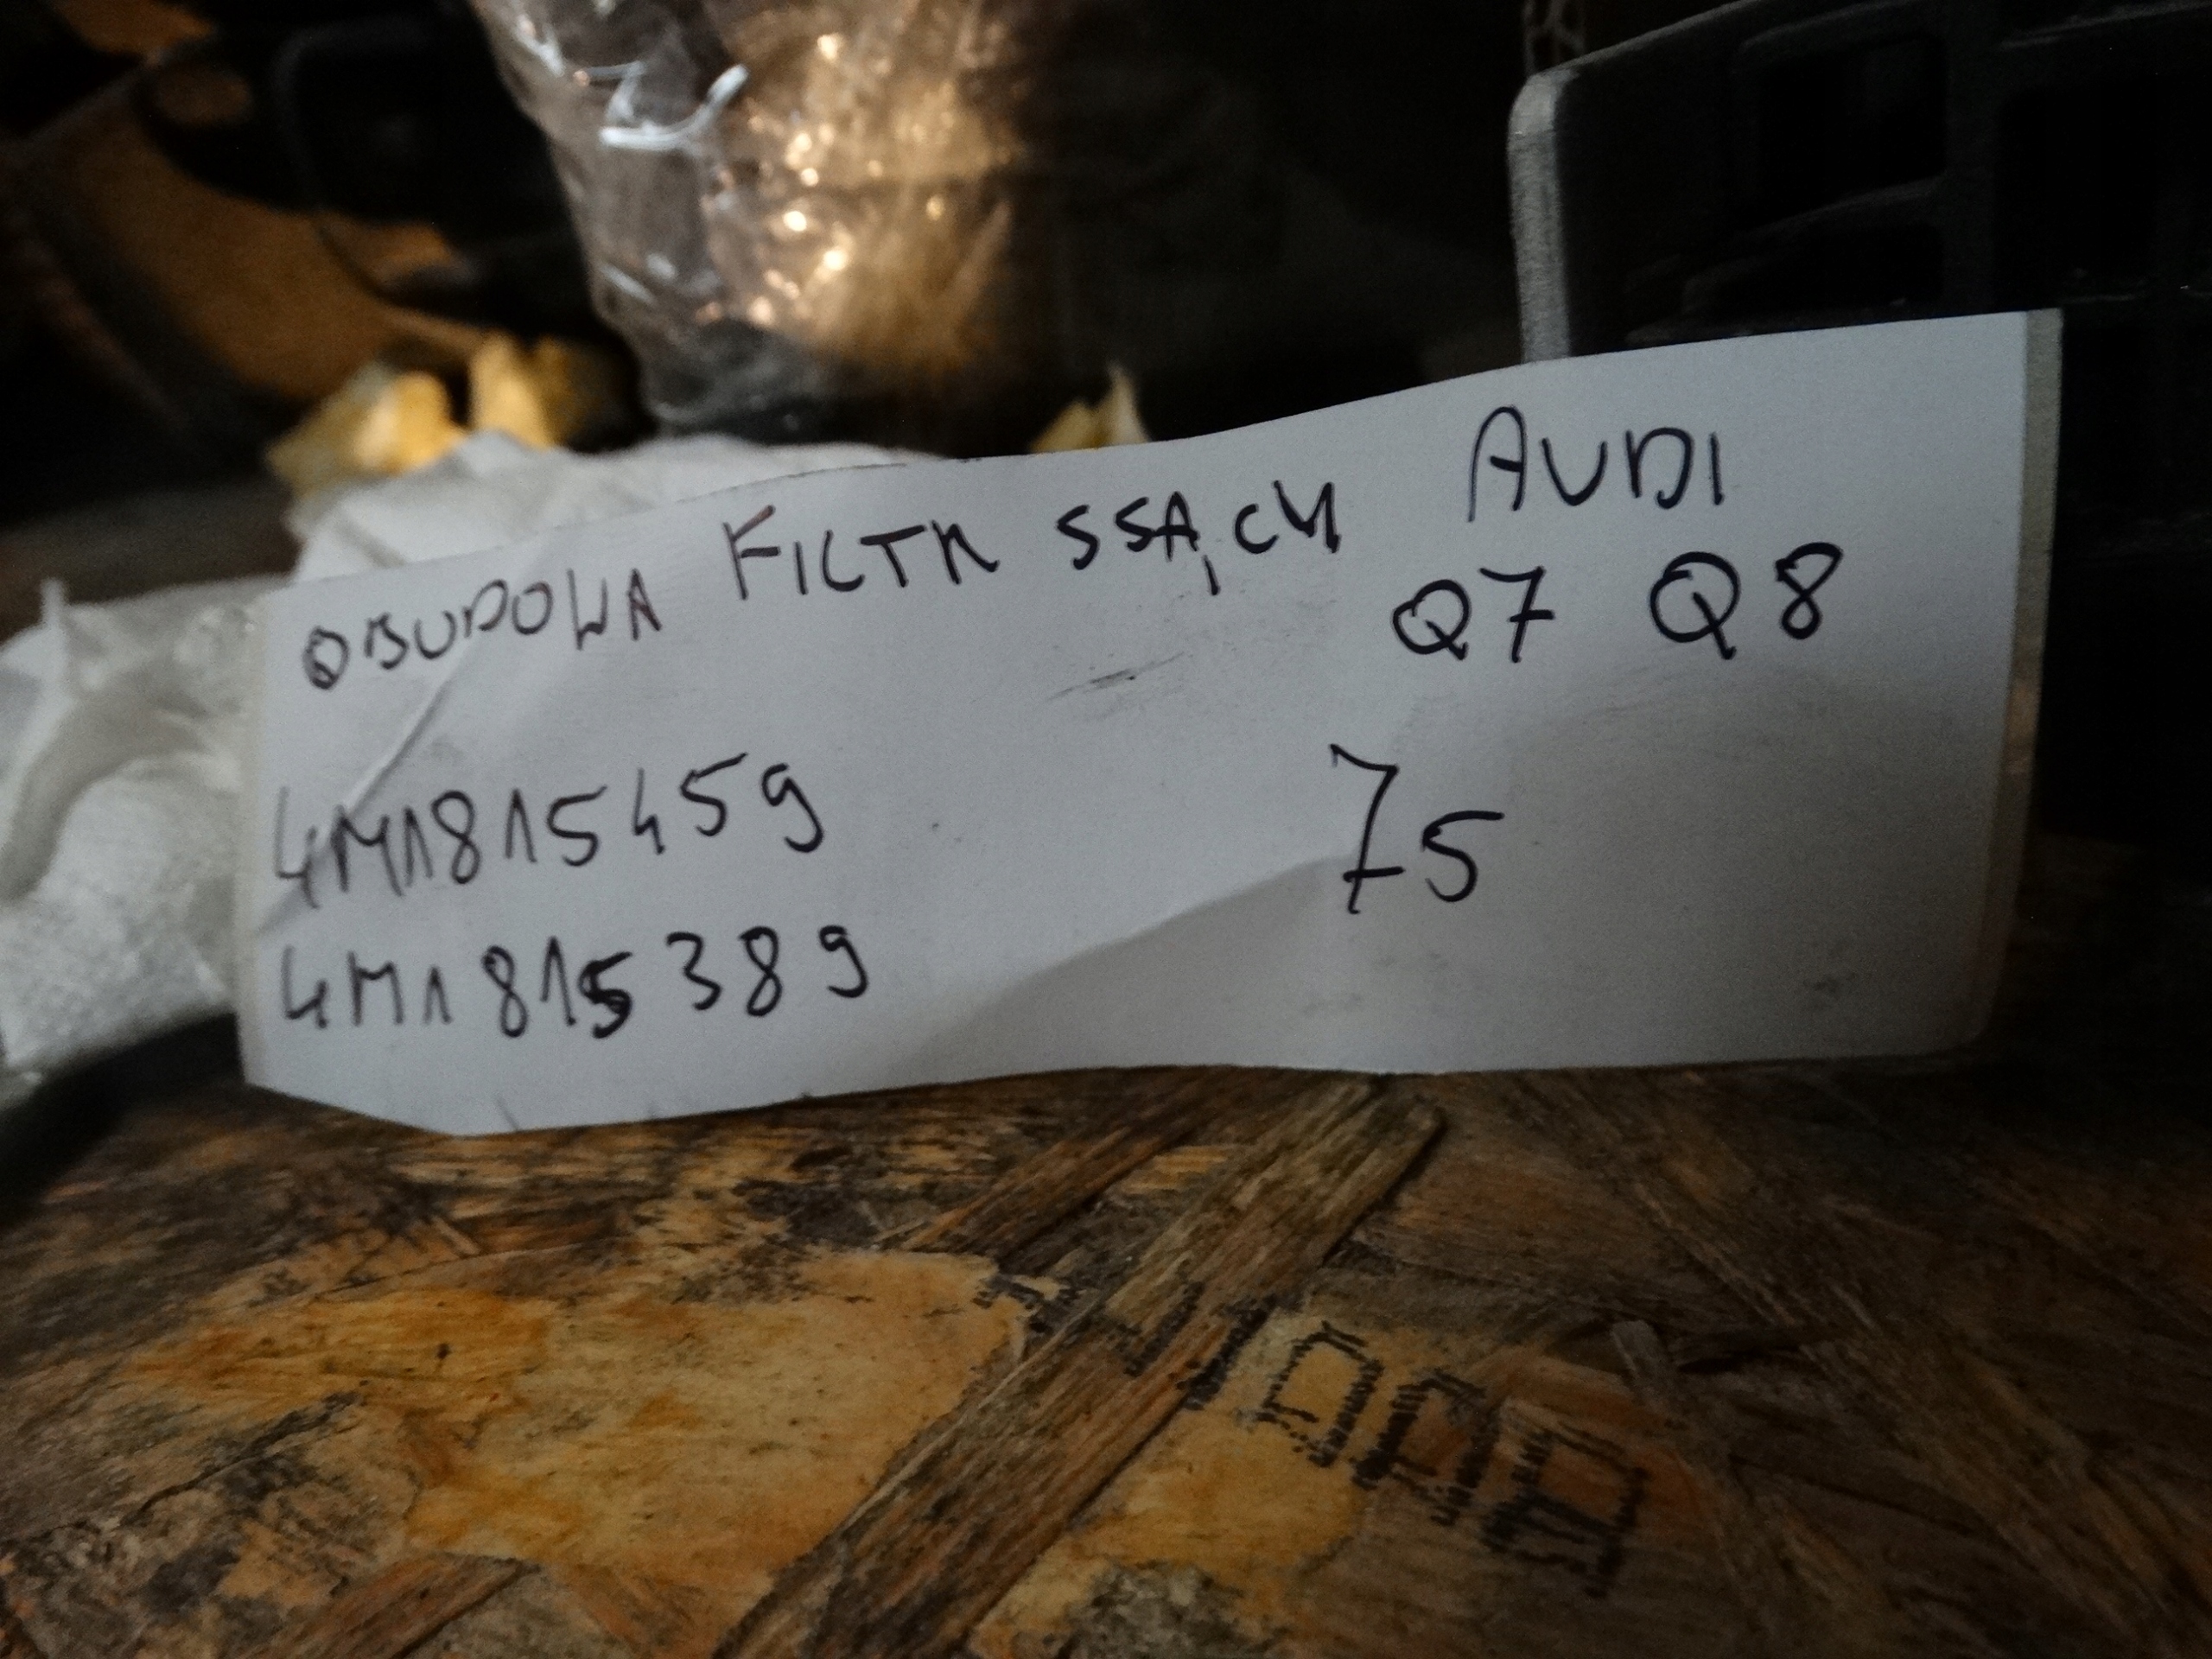 OBUDOWA FILTR SSĄCY AUDI
Q7 Q8
4M1815459
75
4M1815389